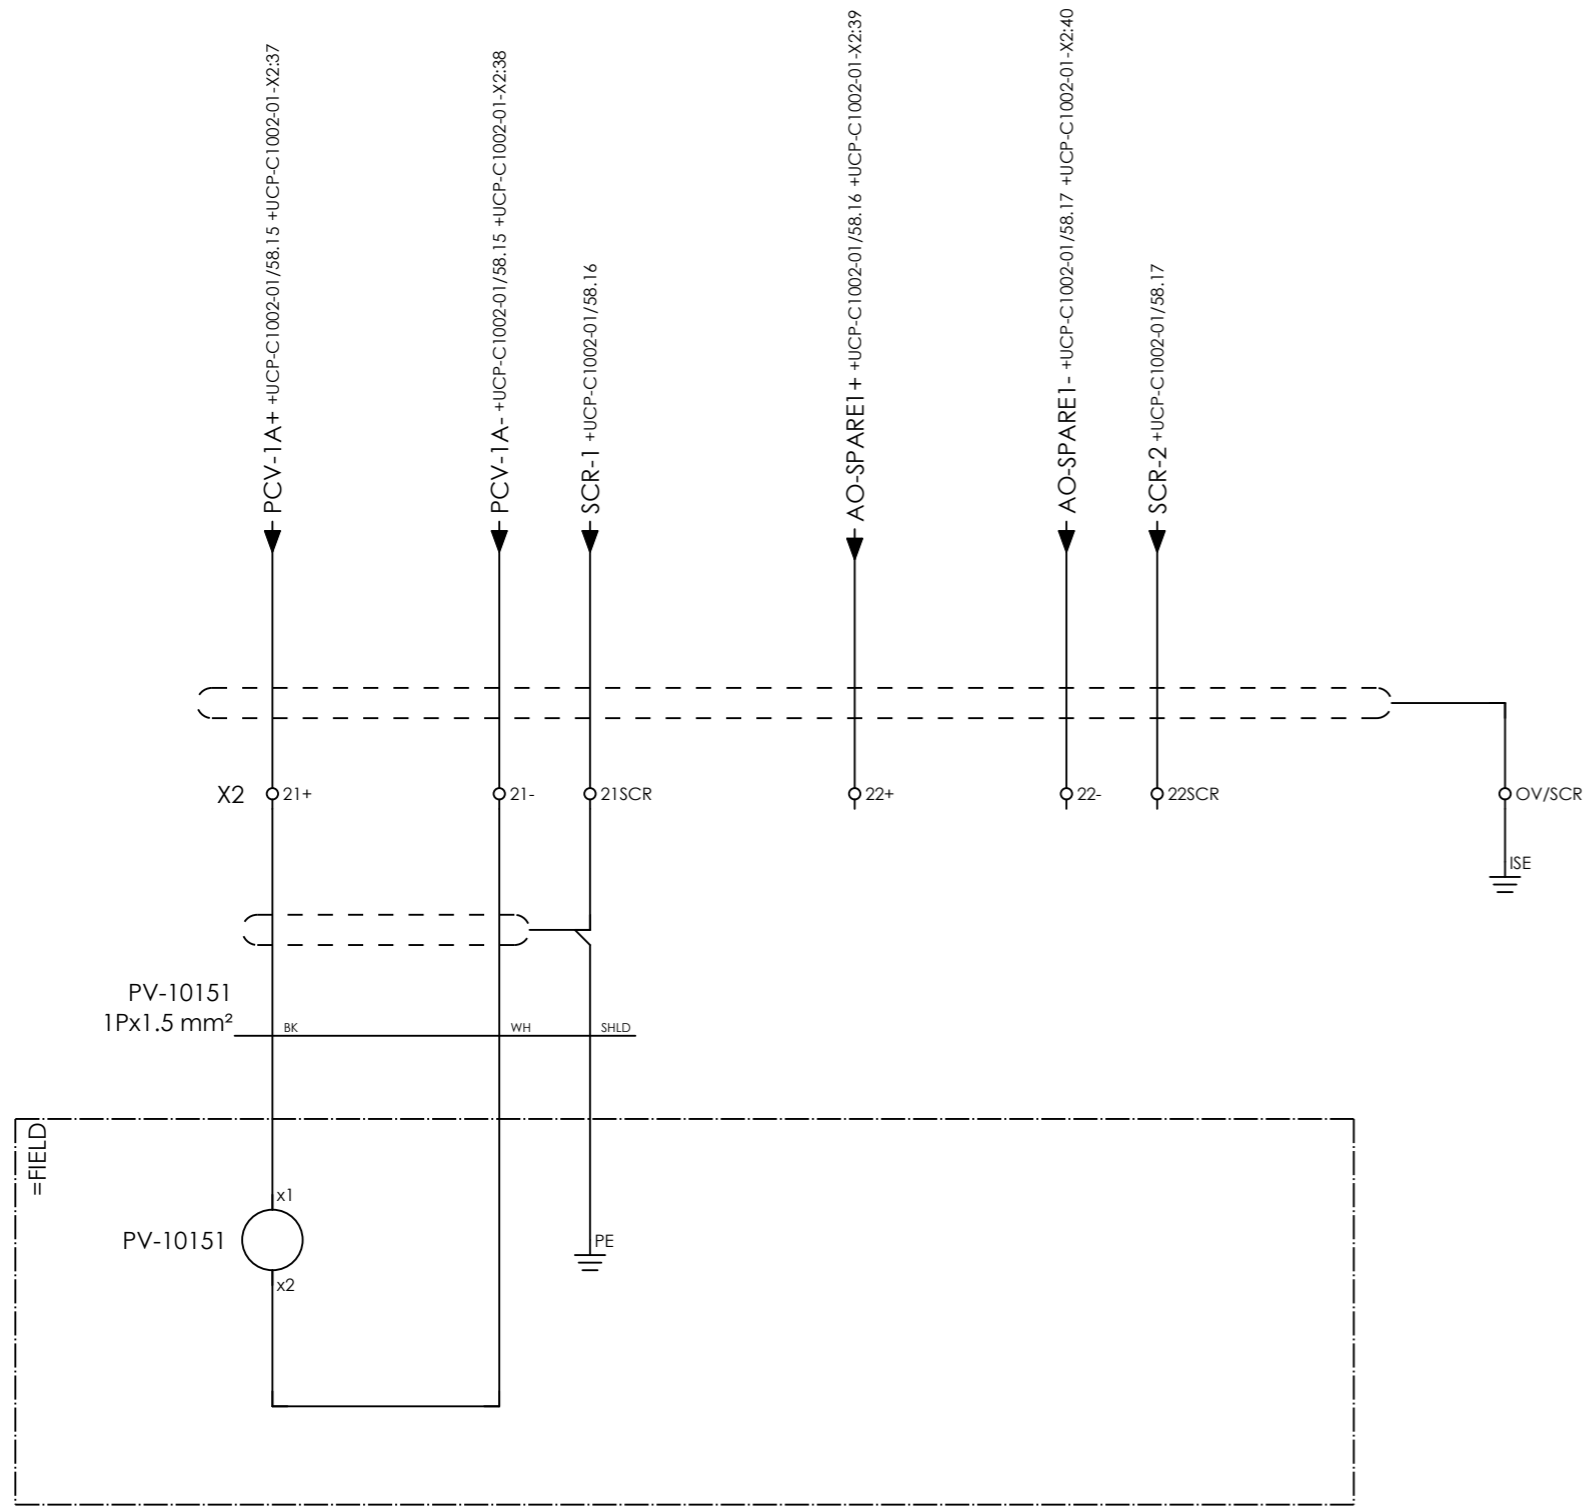 PCV-1A+ +UCP-C1002-01/58.15 +UCP-C1002-01-X2:37
PCV-1A- +UCP-C1002-01/58.15 +UCP-C1002-01-X2:38
SCR-1 +UCP-C1002-01/58.16
AO-SPARE1+ +UCP-C1002-01/58.16 +UCP-C1002-01-X2:39
AO-SPARE1- +UCP-C1002-01/58.17 +UCP-C1002-01-X2:40
SCR-2 +UCP-C1002-01/58.17
X2 21+ 21- 21SCR 22+ 22- 22SCR OV/SCR
ISE
PV-10151
1Px1.5 mm²
BK WH SHLD
=FIELD
x1
PV-10151
x2
PE